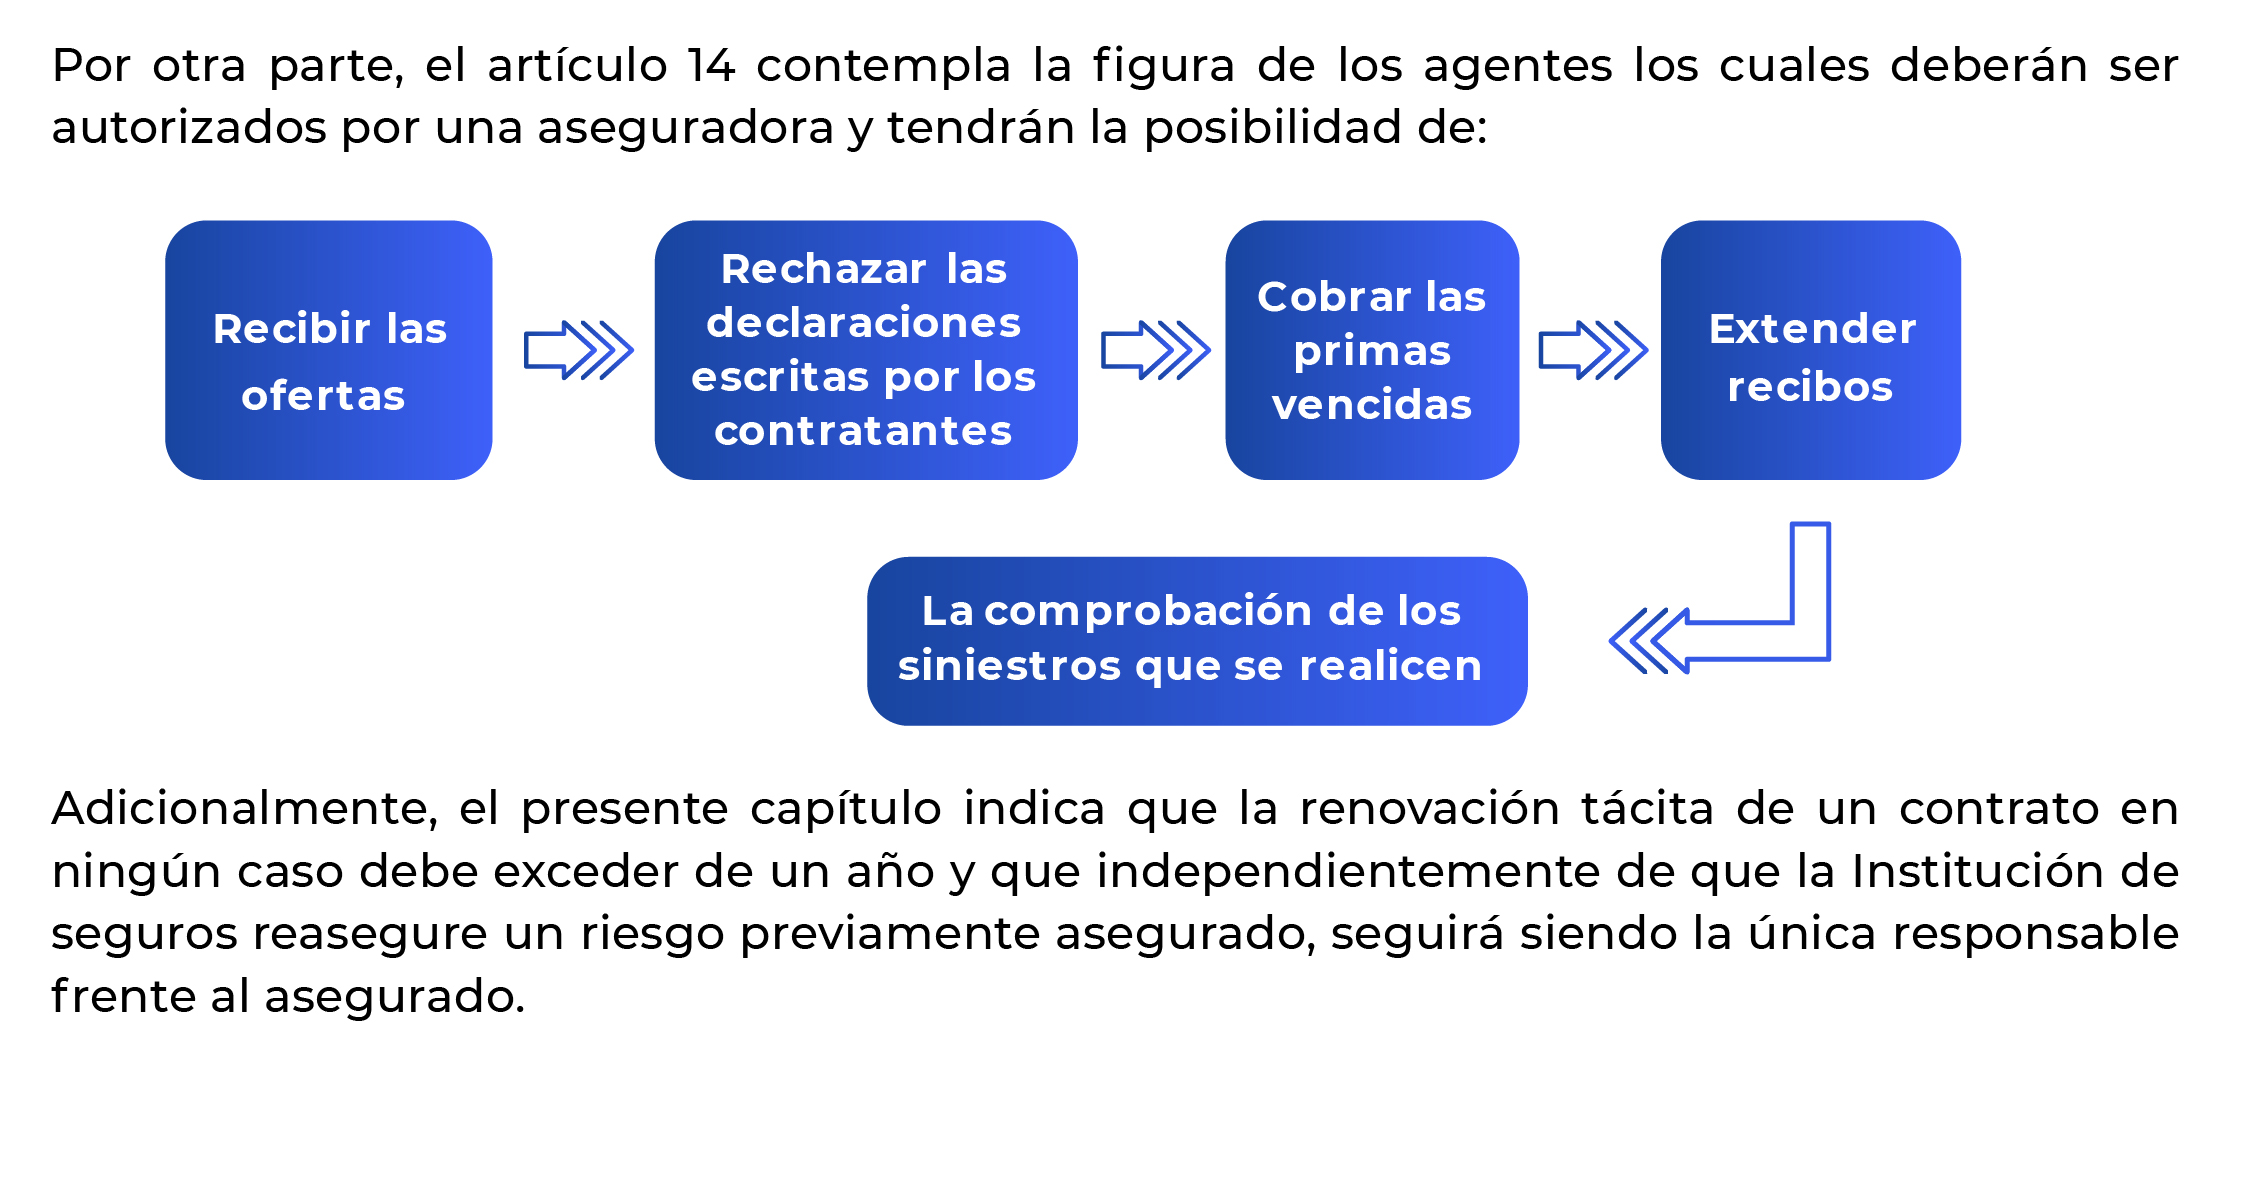 Por otra parte, el artículo 14 contempla la figura de los agentes los cuales deberán ser
autorizados por una aseguradora y tendrán la posibilidad de:
Recibir las
ofertas
Rechazar las
declaraciones
escritas por los
contratantes
Cobrar las
primas
vencidas
Extender
recibos
La comprobación de los
siniestros que se realicen
Adicionalmente, el presente capítulo indica que la renovación tácita de un contrato en
ningún caso debe exceder de un año y que independientemente de que la Institución de
seguros reasegure un riesgo previamente asegurado, seguirá siendo la única responsable
frente al asegurado.